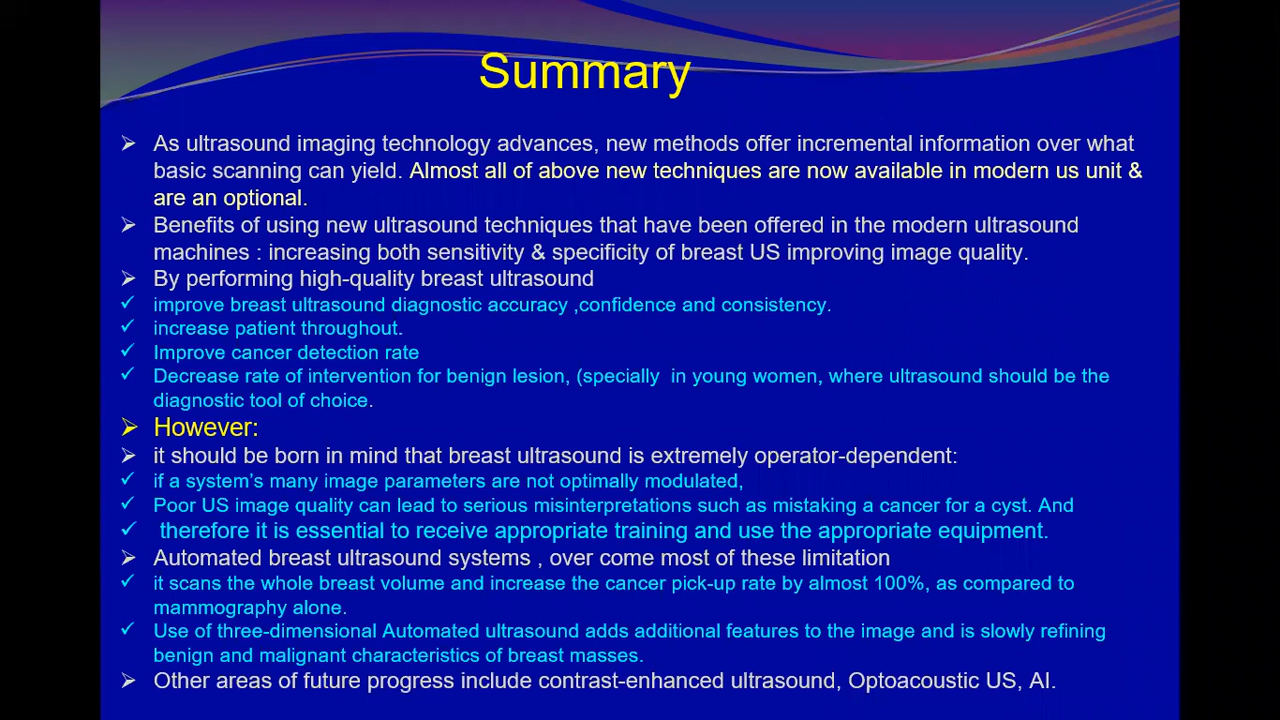 Summary
As ultrasound imaging technology advances, new methods offer incremental information over what
basic scanning can yield. Almost all of above new techniques are now available in modern us unit &
are an optional.
Benefits of using new ultrasound techniques that have been offered in the modern ultrasound
machines : increasing both sensitivity & specificity of breast US improving image quality.
By performing high-quality breast ultrasound
improve breast ultrasound diagnostic accuracy ,confidence and consistency.
increase patient throughout.
Improve cancer detection rate
Decrease rate of intervention for benign lesion, (specially  in young women, where ultrasound should be the
diagnostic tool of choice.
However:
it should be born in mind that breast ultrasound is extremely operator-dependent:
if a system's many image parameters are not optimally modulated,
Poor US image quality can lead to serious misinterpretations such as mistaking a cancer for a cyst. And
therefore it is essential to receive appropriate training and use the appropriate equipment.
Automated breast ultrasound systems , over come most of these limitation
it scans the whole breast volume and increase the cancer pick-up rate by almost 100%, as compared to
mammography alone.
Use of three-dimensional Automated ultrasound adds additional features to the image and is slowly refining
benign and malignant characteristics of breast masses.
Other areas of future progress include contrast-enhanced ultrasound, Optoacoustic US, AI.